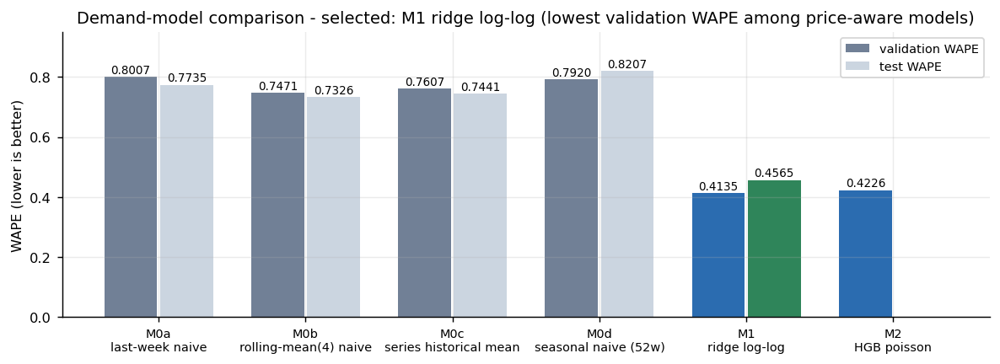 Demand-model comparison - selected: M1 ridge log-log (lowest validation WAPE among price-aware models)
validation WAPE
test WAPE
WAPE (lower is better)
0.8
0.6
0.4
0.2
0.0
0.8007
0.7735
0.7471
0.7326
0.7607
0.7441
0.7920
0.8207
0.4135
0.4565
0.4226
M0a
last-week naive
M0b
rolling-mean(4) naive
M0c
series historical mean
M0d
seasonal naive (52w)
M1
ridge log-log
M2
HGB poisson